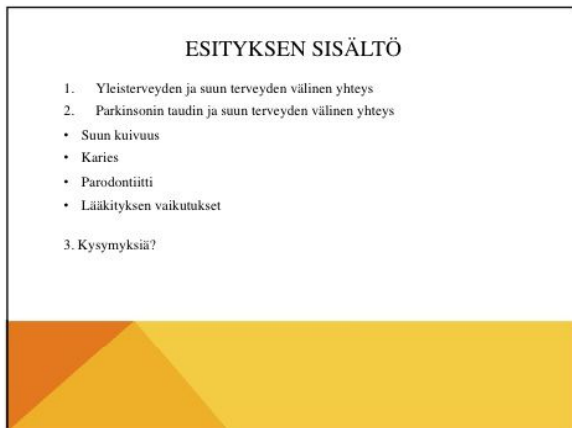 ESITYKSEN SISÄLTÖ
1. Yleisterveyden ja suun terveyden välinen yhteys
2. Parkinsonin taudin ja suun terveyden välinen yhteys
• Suun kuivuus
• Karies
• Parodontiitti
• Lääkityksen vaikutukset
3. Kysymyksiä?